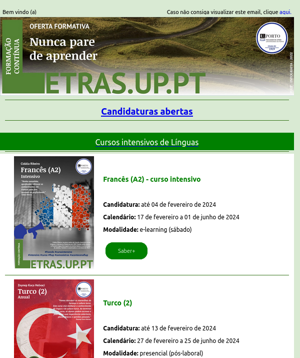 Bem vindo (a)
Caso não consiga visualizar este email, clique aqui.
FORMAÇÃO
CONTÍNUA
OFERTA FORMATIVA
Nunca pare
de aprender
PORTO
LETRAS.UP.PT
Candidaturas abertas
Cursos intensivos de Línguas
Francês (A2)
Intensivo
LETRAS.UP.PT
Francês (A2) - curso intensivo
Candidatura: até 04 de fevereiro de 2024
Calendário: 17 de fevereiro a 01 de junho de 2024
Modalidade: e-learning (sábado)
Saber+
Turco (2)
Anual
Turco (2)
Candidatura: até 13 de fevereiro de 2024
Calendário: 27 de fevereiro a 25 de junho de 2024
Modalidade: presencial (pós-laboral)